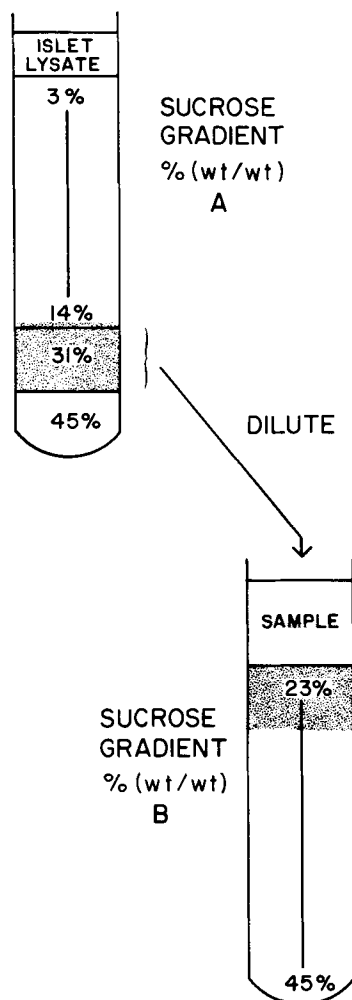 ISLET
LYSATE
3%
14%
31%
45%
SUCROSE
GRADIENT
% (wt/wt)
A
DILUTE
SAMPLE
23%
45%
SUCROSE
GRADIENT
% (wt/wt)
B